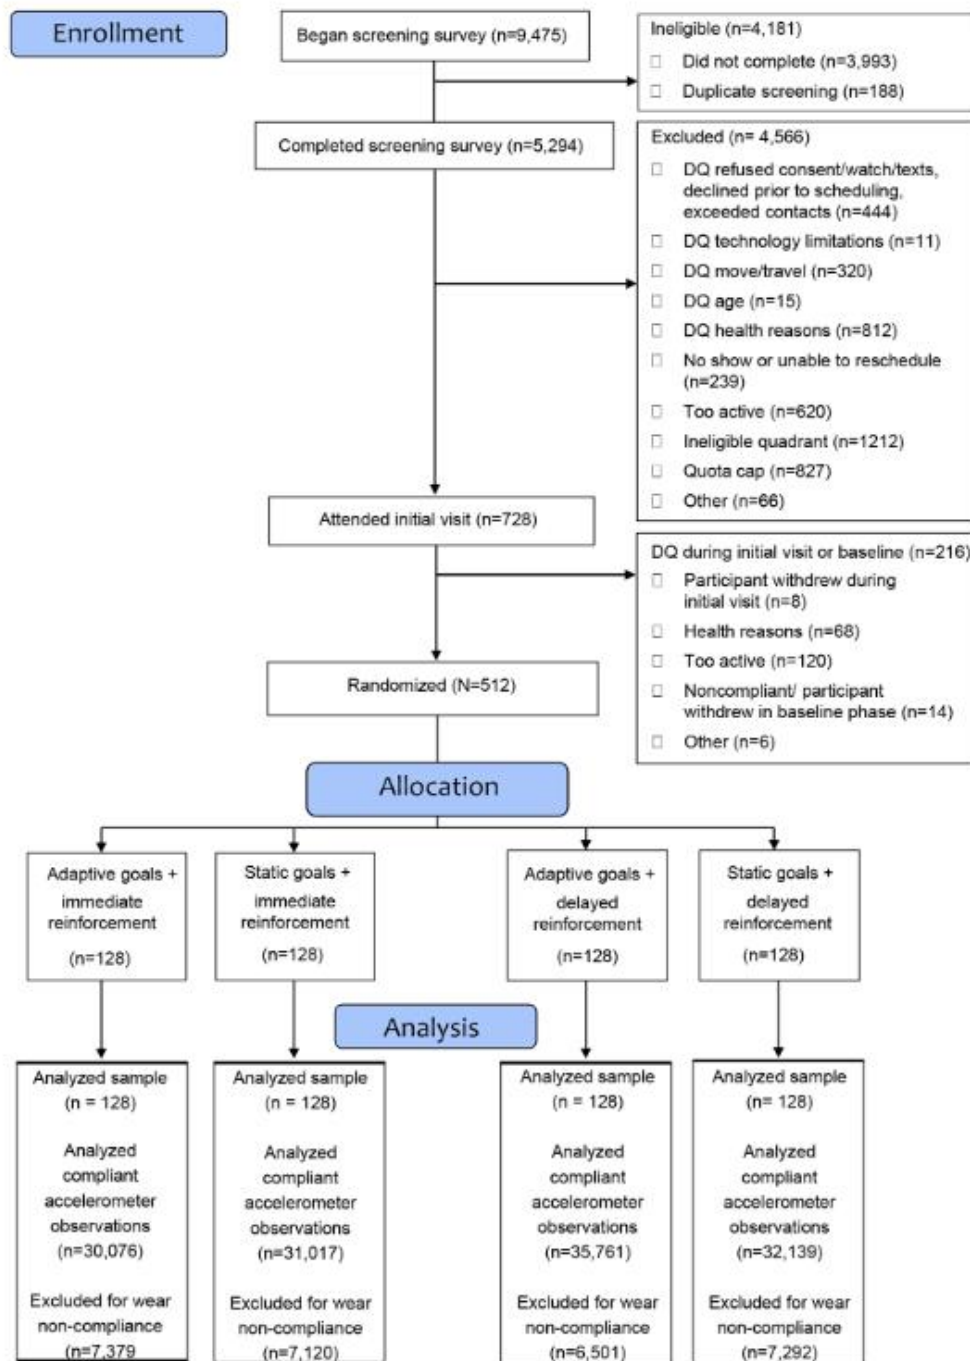 Enrollment
Began screening survey (n=9,475)
Ineligible (n=4,181)
Did not complete (n=3,993)
Duplicate screening (n=188)
Completed screening survey (n=5,294)
Excluded (n= 4,566)
DQ refused consent/watch/texts,
declined prior to scheduling,
exceeded contacts (n=444)
DQ technology limitations (n=11)
DQ move/travel (n=320)
DQ age (n=15)
DQ health reasons (n=812)
No show or unable to reschedule
(n=239)
Too active (n=620)
Ineligible quadrant (n=1212)
Quota cap (n=827)
Other (n=66)
Attended initial visit (n=728)
DQ during initial visit or baseline (n=216)
Participant withdrew during
initial visit (n=8)
Health reasons (n=68)
Too active (n=120)
Noncompliant/ participant
withdrew in baseline phase (n=14)
Other (n=6)
Randomized (N=512)
Allocation
Adaptive goals +
immediate
reinforcement
(n=128)
Static goals +
immediate
reinforcement
(n=128)
Adaptive goals +
delayed
reinforcement
(n=128)
Static goals +
delayed
reinforcement
(n=128)
Analysis
Analyzed sample
(n = 128)
Analyzed
compliant
accelerometer
observations
(n=30,076)
Excluded for wear
non-compliance
(n=7,379
Analyzed sample
(n = 128)
Analyzed
compliant
accelerometer
observations
(n=31,017)
Excluded for wear
non-compliance
(n=7,120)
Analyzed sample
(n = 128)
Analyzed
compliant
accelerometer
observations
(n=35,761)
Excluded for wear
non-compliance
(n=6,501)
Analyzed sample
(n= 128)
Analyzed
compliant
accelerometer
observations
(n=32,139)
Excluded for wear
non-compliance
(n=7,292)